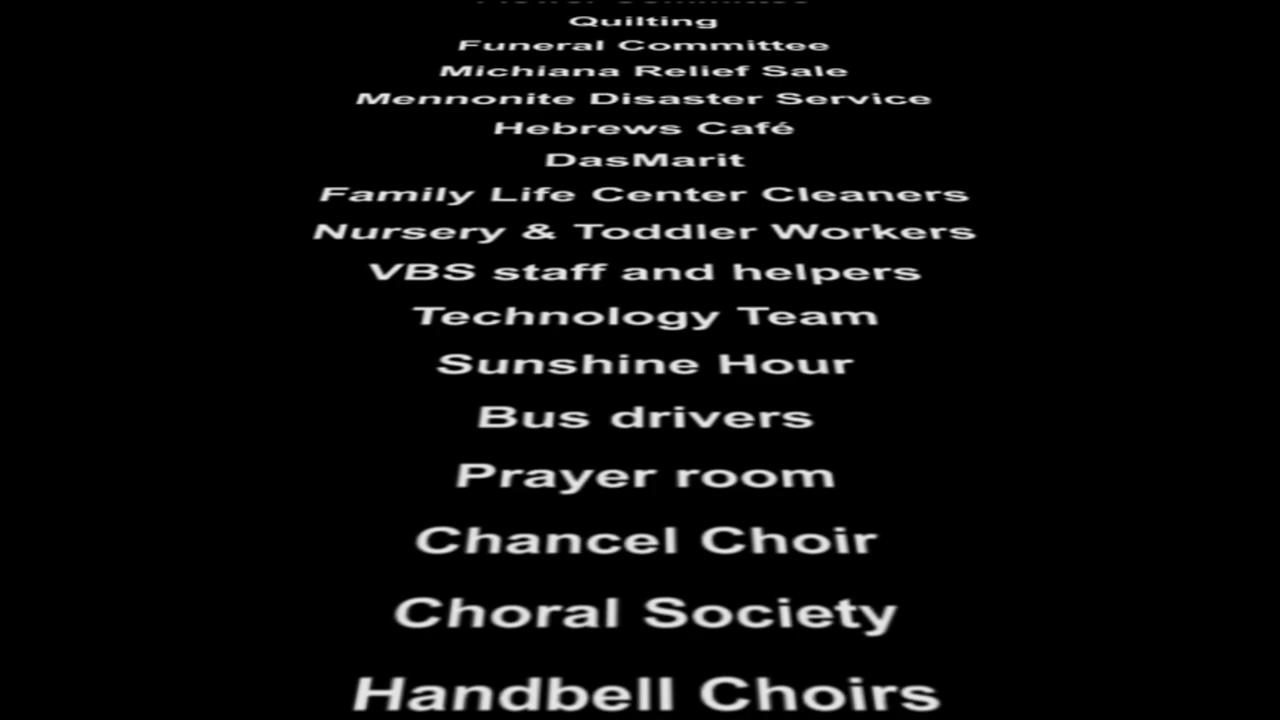 Quilting
Funeral Committee
Michiana Relief Sale
Mennonite Disaster Service
Hebrews Café
DasMarit
Family Life Center Cleaners
Nursery & Toddler Workers
VBS staff and helpers
Technology Team
Sunshine Hour
Bus drivers
Prayer room
Chancel Choir
Choral Society
Handbell Choirs